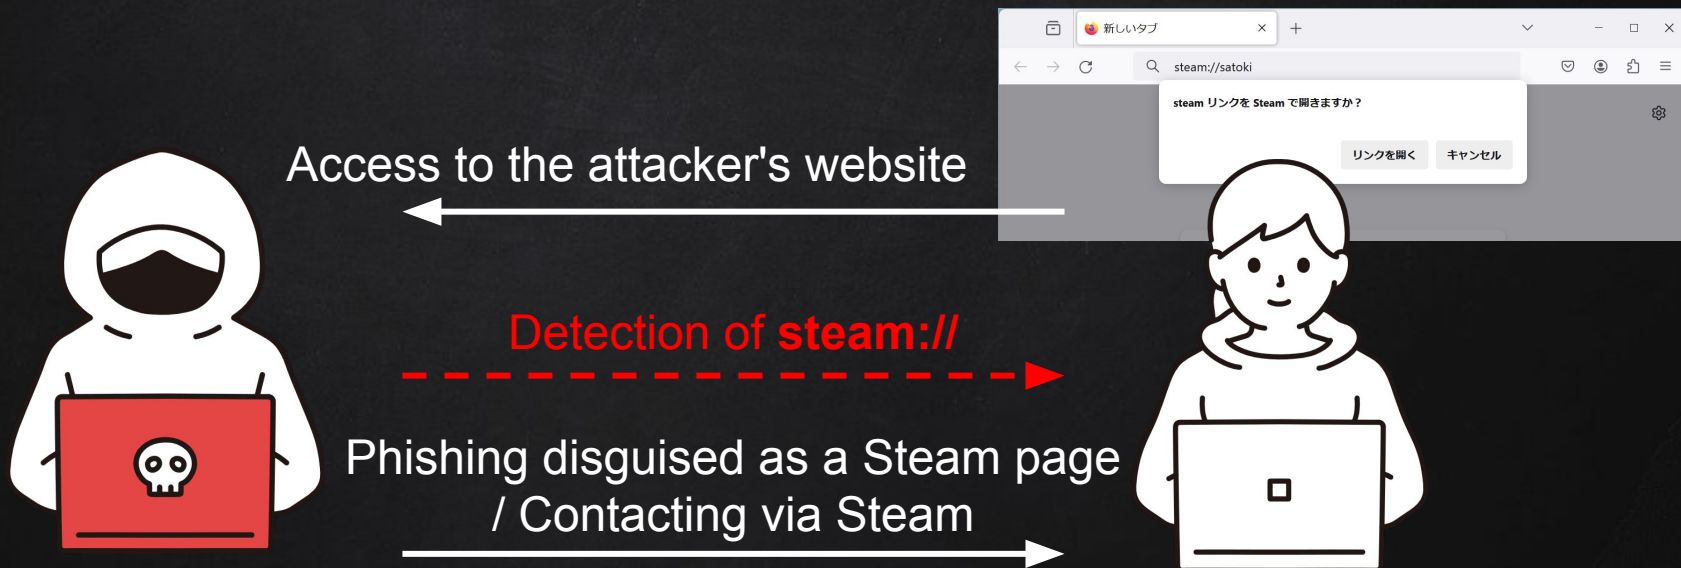 新しいタブ
steam://satoki
steam リンクを Steam で開きますか？
リンクを開く キャンセル
Access to the attacker's website
Detection of steam://
Phishing disguised as a Steam page
/ Contacting via Steam